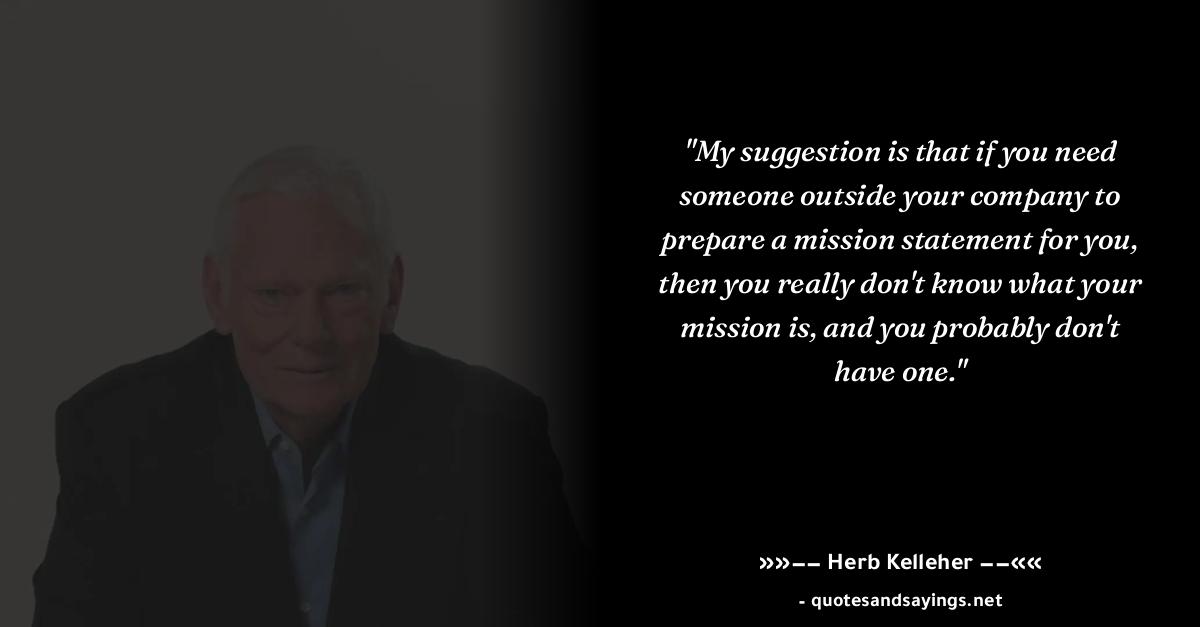 "My suggestion is that if you need
someone outside your company to
prepare a mission statement for you,
then you really don't know what your
mission is, and you probably don't
have one."
»»−− Herb Kelleher −−««
- quotesandsayings.net